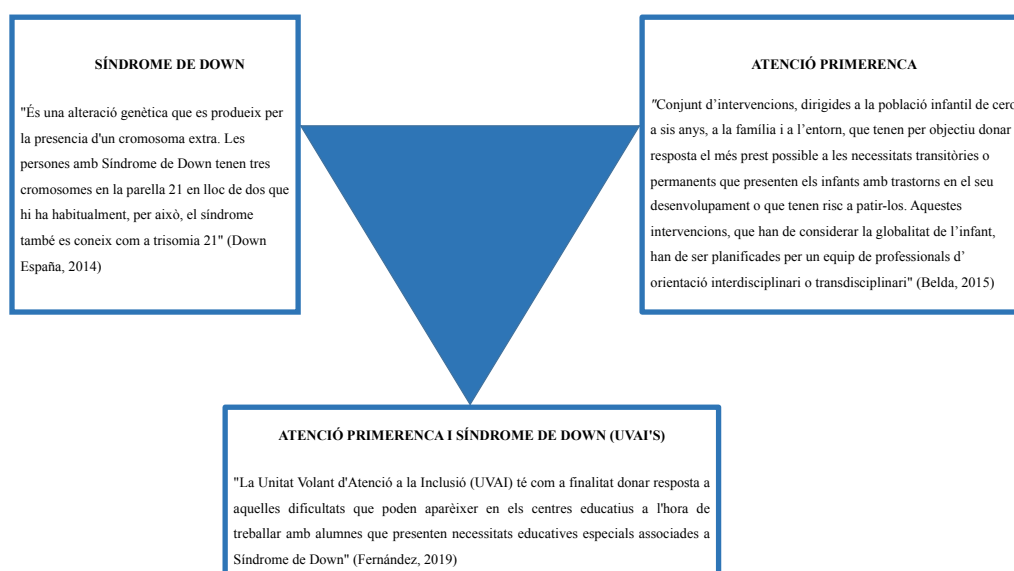 SÍNDROME DE DOWN
"És una alteració genètica que es produeix per
la presencia d'un cromosoma extra. Les
persones amb Síndrome de Down tenen tres
cromosomes en la parella 21 en lloc de dos que
hi ha habitualment, per això, el síndrome
també es coneix com a trisomia 21" (Down
España, 2014)
ATENCIÓ PRIMERENCA
"Conjunt d’intervencions, dirigides a la població infantil de cero
a sis anys, a la família i a l’entorn, que tenen per objectiu donar
resposta el més prest possible a les necessitats transitòries o
permanents que presenten els infants amb trastorns en el seu
desenvolupament o que tenen risc a patir-los. Aquestes
intervencions, que han de considerar la globalitat de l’infant,
han de ser planificades per un equip de professionals d’
orientació interdisciplinari o transdisciplinari" (Belda, 2015)
ATENCIÓ PRIMERENCA I SÍNDROME DE DOWN (UVAI'S)
"La Unitat Volant d'Atenció a la Inclusió (UVAI) té com a finalitat donar resposta a
aquelles dificultats que poden aparèixer en els centres educatius a l'hora de
treballar amb alumnes que presenten necessitats educatives especials associades a
Síndrome de Down" (Fernández, 2019)